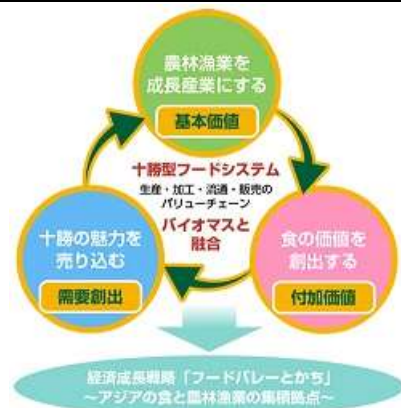 農林漁業を
成長産業にする
基本価値
十勝型フードシステム
生産・加工・流通・販売の
バリューチェーン
バイオマスと
融合
十勝の魅力を
売り込む
需要創出
食の価値を
創出する
付加価値
経済成長戦略「フードバレーとかち」
～アジアの食と農林漁業の集積拠点～